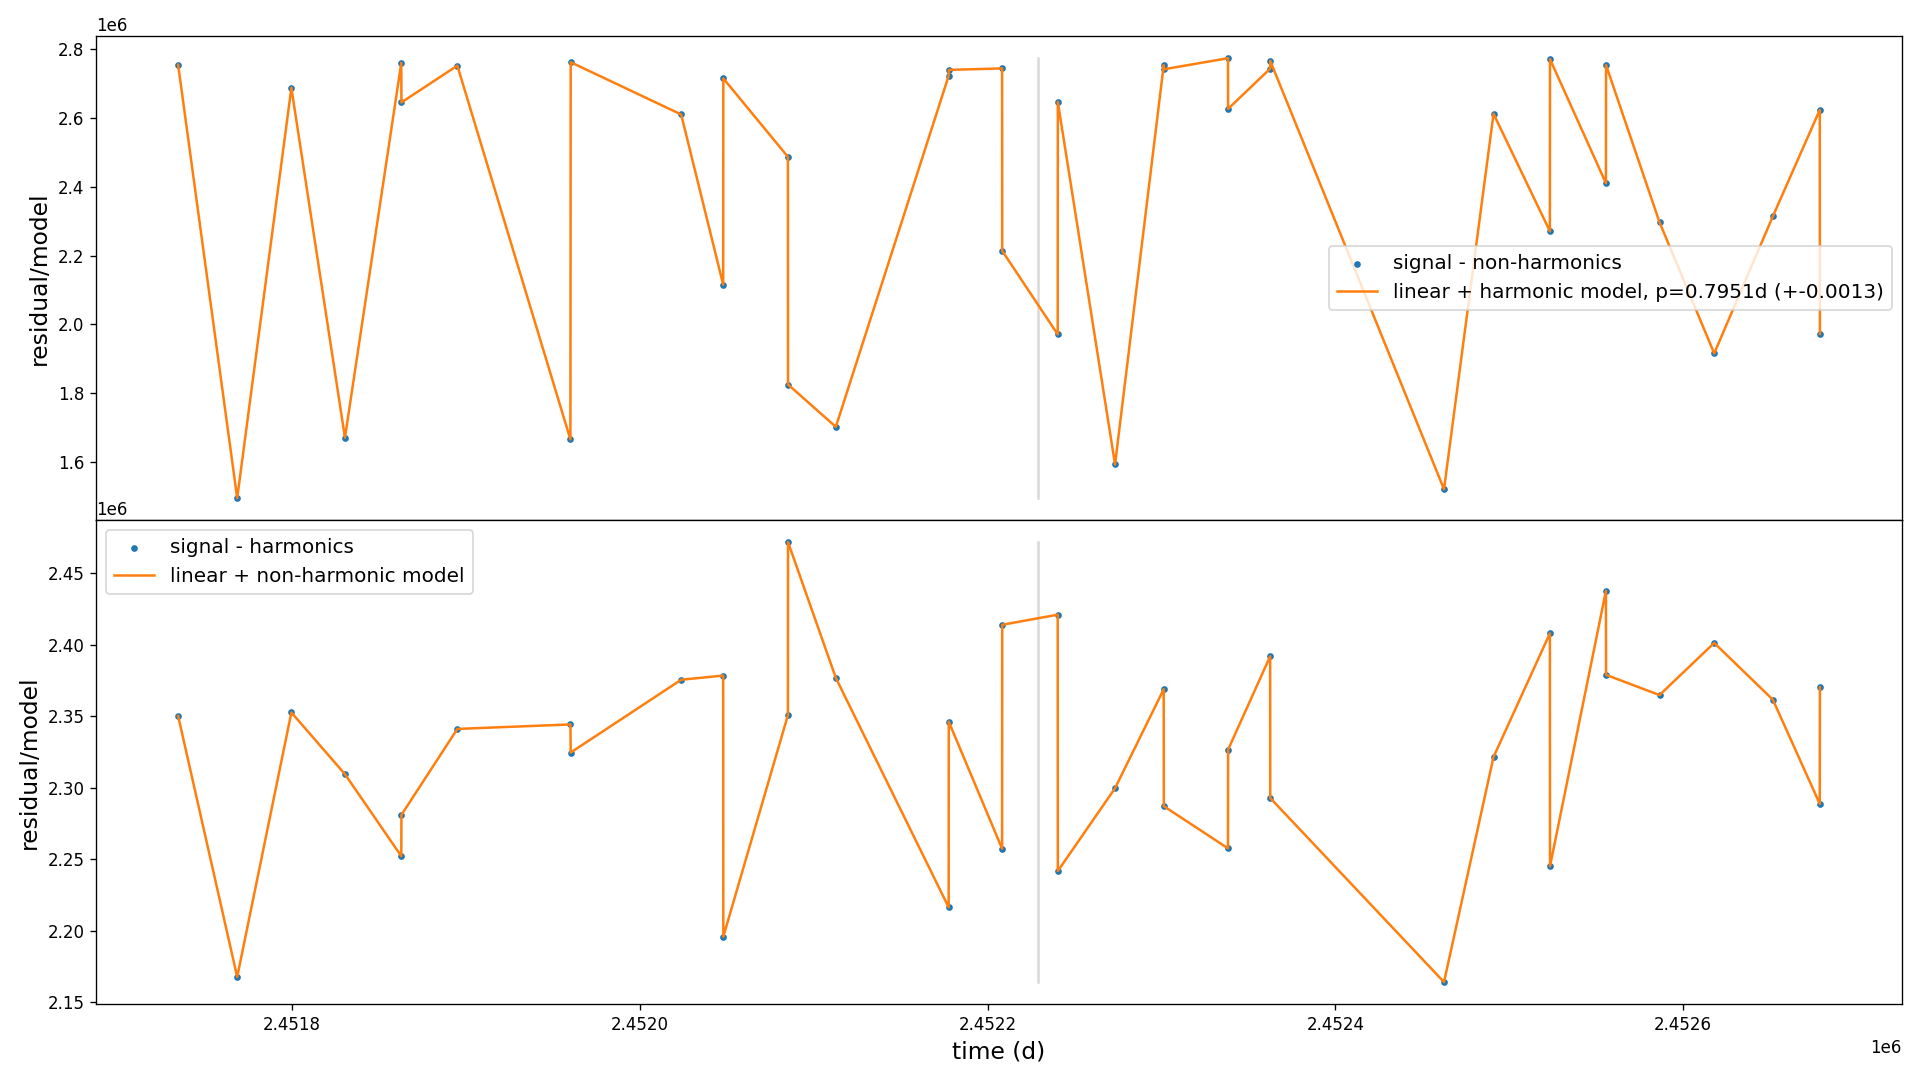 1e6
2.8
2.6
2.4
2.2
2.0
1.8
1.6
residual/model
signal - non-harmonics
linear + harmonic model, p=0.7951d (+-0.0013)
1e6
2.45
2.40
2.35
2.30
2.25
2.20
2.15
residual/model
signal - harmonics
linear + non-harmonic model
2.4518
2.4520
2.4522
2.4524
2.4526
1e6
time (d)